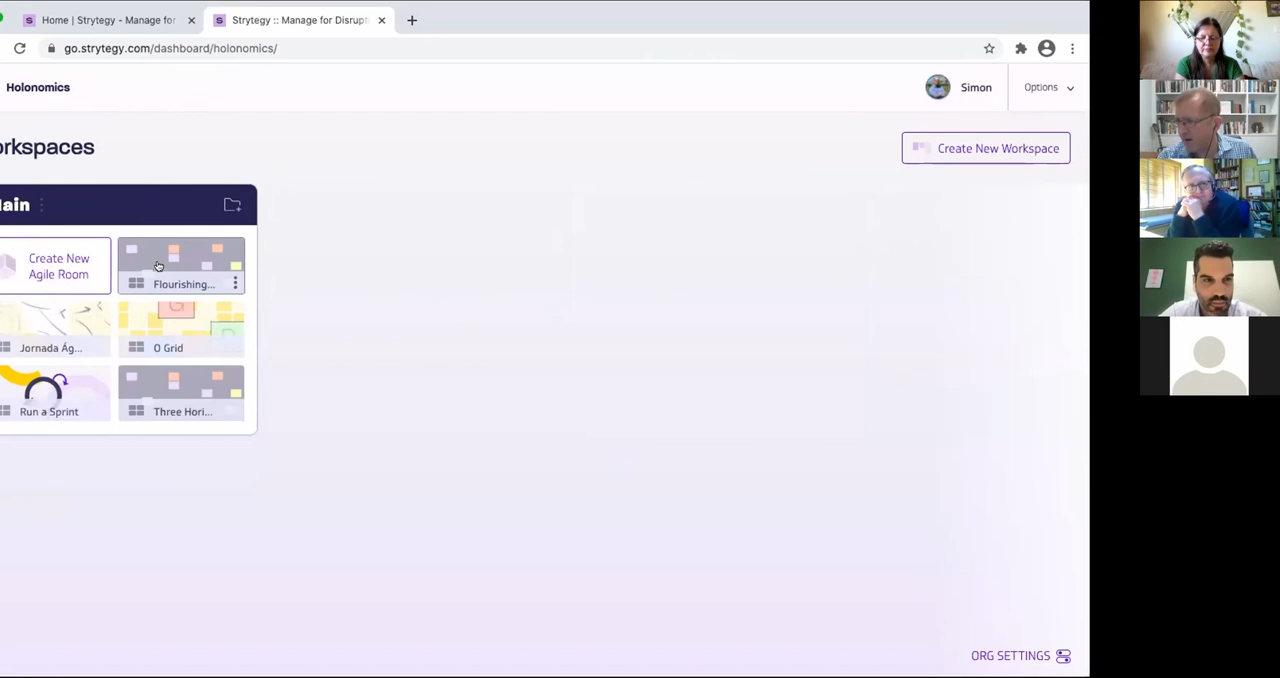 Home | Strytegy - Manage for
Strytegy :: Manage for Disrupt
go.strytegy.com/dashboard/holonomics/
Holonomics
Simon
Options
orkspaces
Create New Workspace
lain
Create New
Agile Room
Flourishing...
Jornada Ág...
G
O Grid
Run a Sprint
Three Hori...
ORG SETTINGS